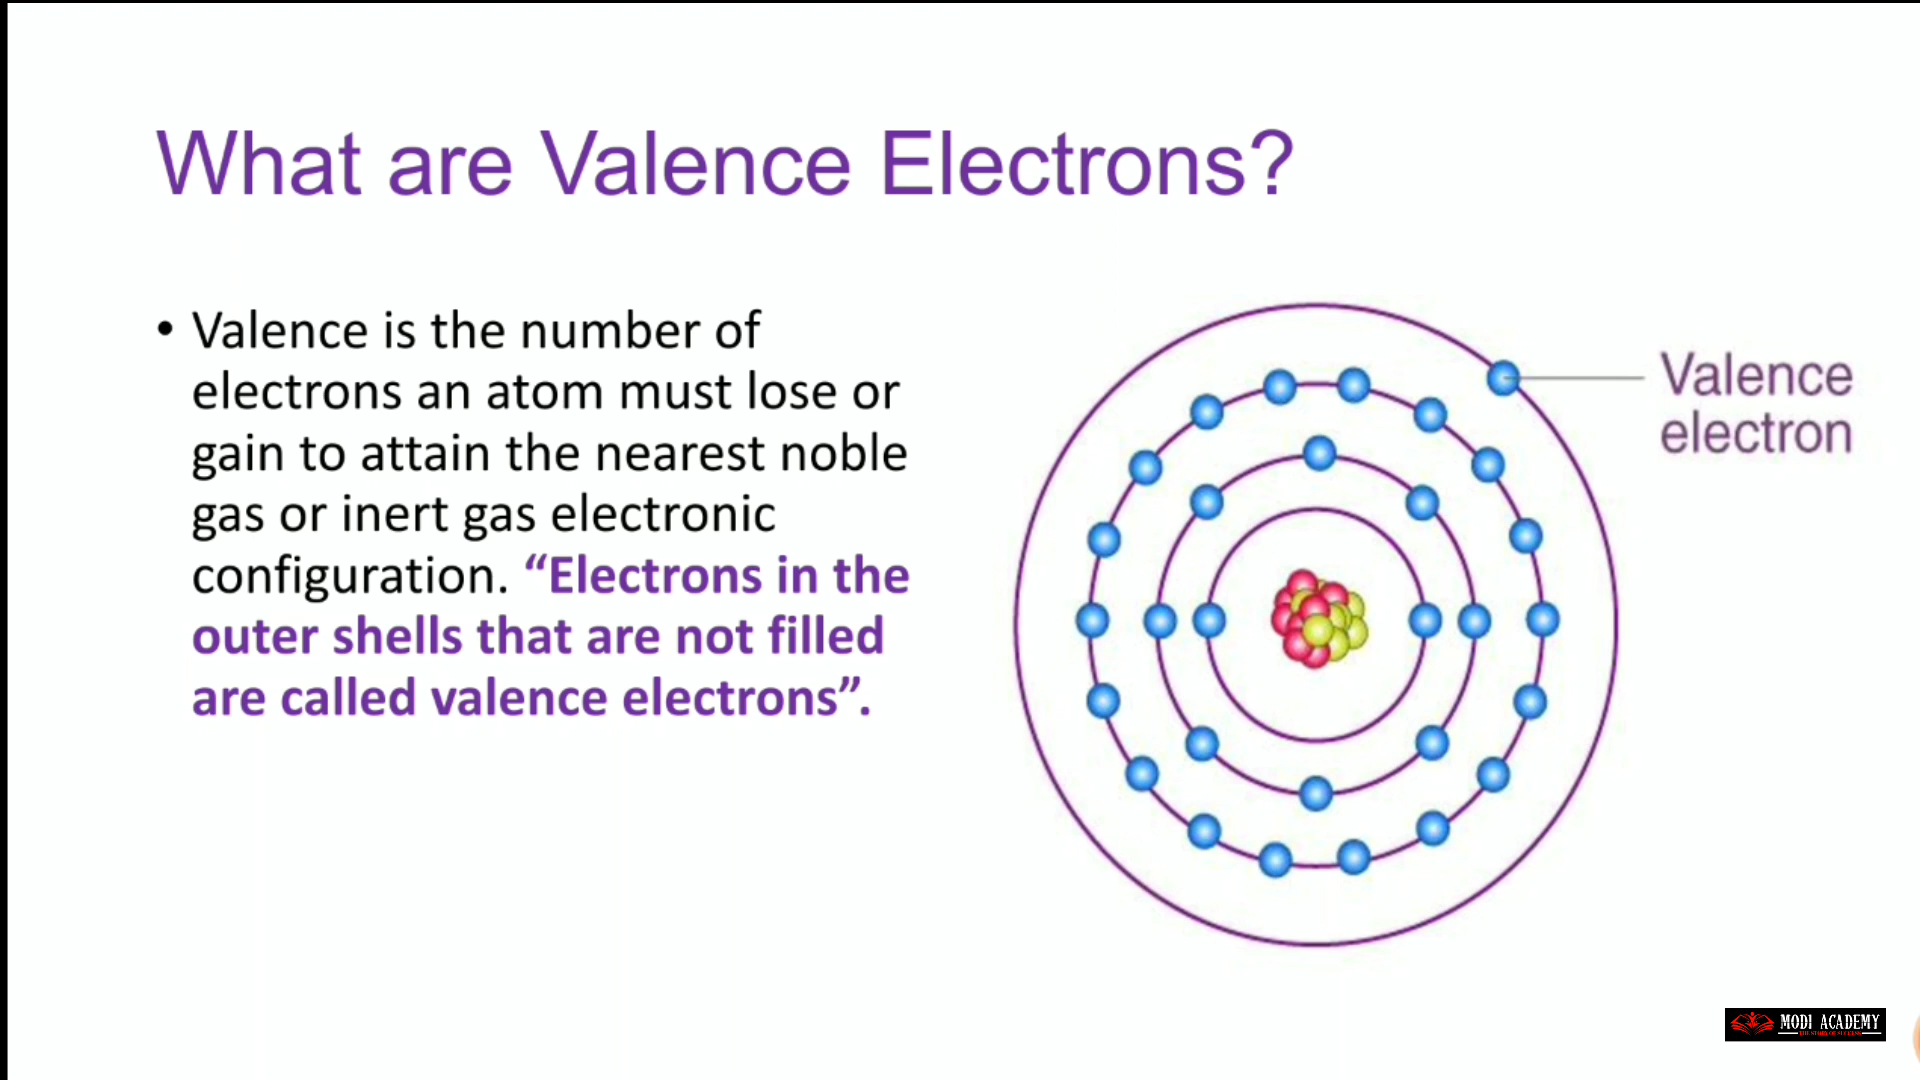 What are Valence Electrons?
• Valence is the number of
electrons an atom must lose or
gain to attain the nearest noble
gas or inert gas electronic
configuration. “Electrons in the
outer shells that are not filled
are called valence electrons”.
Valence
electron
MODI ACADEMY